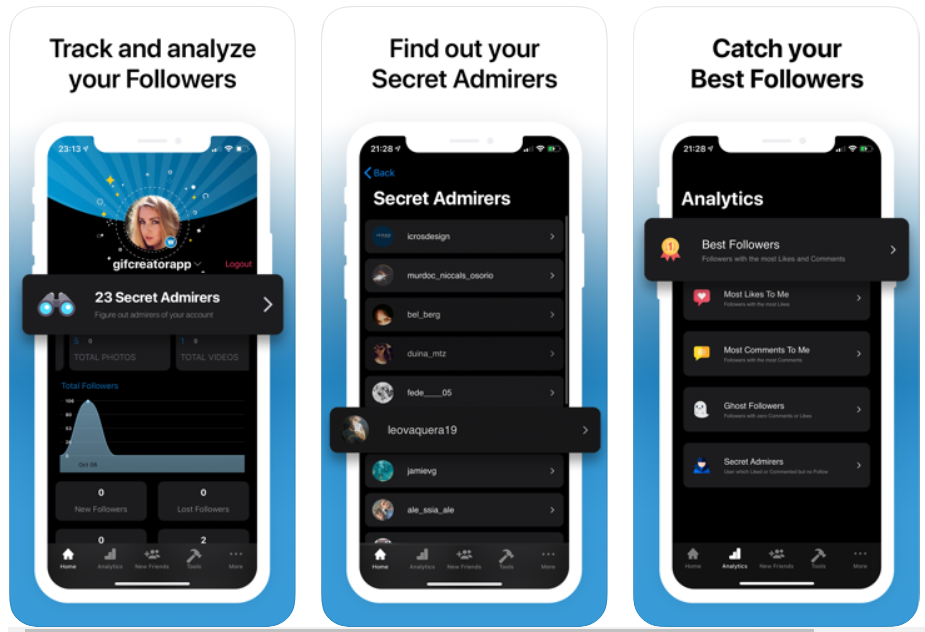 Track and analyze
your Followers
23:13
gifcreatorapp
Logout
23 Secret Admirers
Figure out admirers of your account
5 0
TOTAL PHOTOS
1 0
TOTAL VIDEOS
Total Followers
106
80
Oct 08
0
New Followers
0
Lost Followers
0
2
Home
Analytics
New Friends
Tools
More
Find out your
Secret Admirers
21:28
Back
Secret Admirers
icrosdesign
murdoc_niccals_osorio
bel_berg
duina_mtz
fede____05
leovaquera19
jamievg
ale_ssia_ale
Home
Analytics
New Friends
Tools
More
Catch your
Best Followers
21:28
Analytics
Best Followers
Followers with the most Likes and Comments
Most Likes To Me
Followers with the most Likes
Most Comments To Me
Followers with the most Comments
Ghost Followers
Followers with zero Comments or Likes
Secret Admirers
User which Liked or Commented but no Follow
Home
Analytics
New Friends
Tools
More